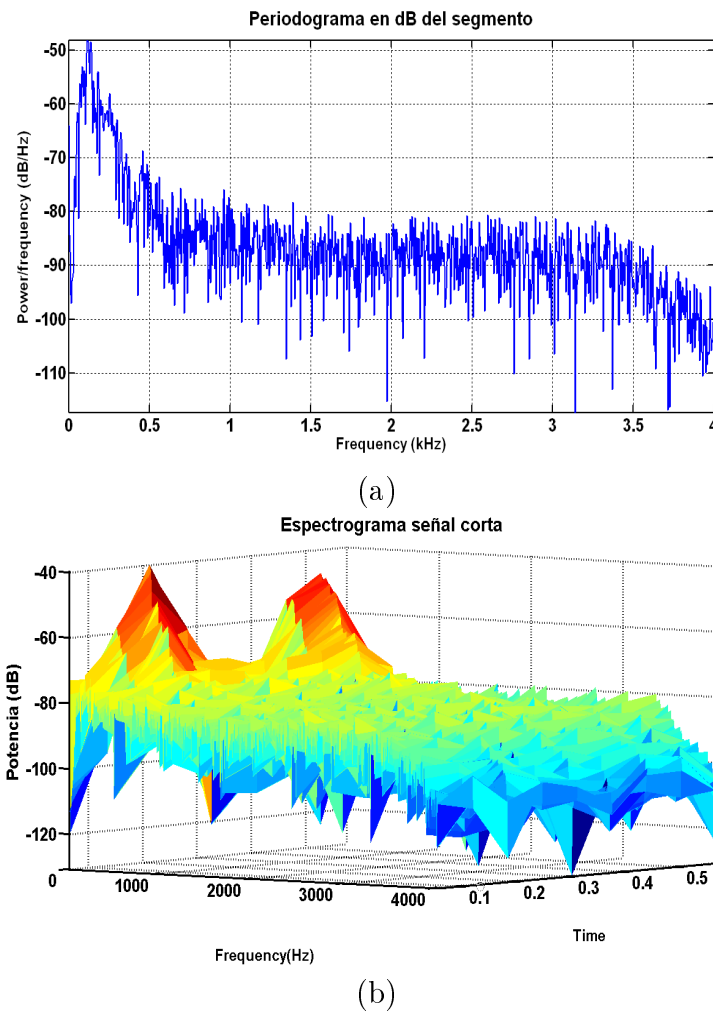 Periodograma en dB del segmento
Power/frequency (dB/Hz)
-50
-60
-70
-80
-90
-100
-110
0 0.5 1 1.5 2 2.5 3 3.5 4
Frequency (kHz)
(a)
Espectrograma señal corta
Potencia (dB)
-40
-60
-80
-100
-120
0 1000 2000 3000 4000
0.1 0.2 0.3 0.4 0.5
Time
Frequency(Hz)
(b)